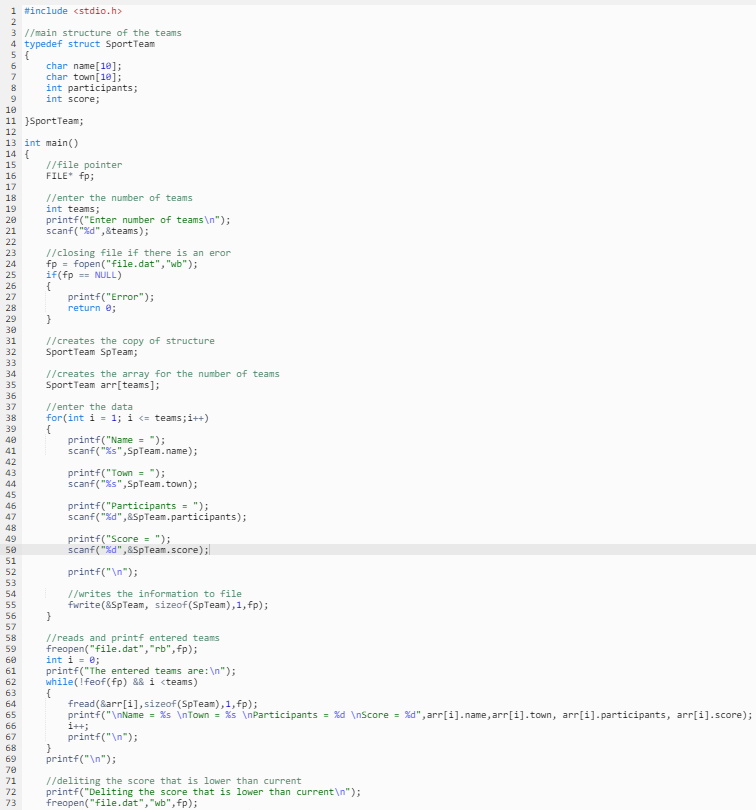 1 #include <stdio.h>
2
3 //main structure of the teams
4 typedef struct SportTeam
5 {
6     char name[10];
7     char town[10];
8     int participants;
9     int score;
10
11 }SportTeam;
12
13 int main()
14 {
15     //file pointer
16     FILE* fp;
17
18     //enter the number of teams
19     int teams;
20     printf("Enter number of teams\n");
21     scanf("%d",&teams);
22
23     //closing file if there is an eror
24     fp = fopen("file.dat","wb");
25     if(fp == NULL)
26     {
27         printf("Error");
28         return 0;
29     }
30
31     //creates the copy of structure
32     SportTeam SpTeam;
33
34     //creates the array for the number of teams
35     SportTeam arr[teams];
36
37     //enter the data
38     for(int i = 1; i <= teams;i++)
39     {
40         printf("Name = ");
41         scanf("%s",SpTeam.name);
42
43         printf("Town = ");
44         scanf("%s",SpTeam.town);
45
46         printf("Participants = ");
47         scanf("%d",&SpTeam.participants);
48
49         printf("Score = ");
50         scanf("%d",&SpTeam.score);
51
52         printf("\n");
53
54         //writes the information to file
55         fwrite(&SpTeam, sizeof(SpTeam),1,fp);
56     }
57
58     //reads and printf entered teams
59     freopen("file.dat","rb",fp);
60     int i = 0;
61     printf("The entered teams are:\n");
62     while(!feof(fp) && i <teams)
63     {
64         fread(&arr[i],sizeof(SpTeam),1,fp);
65         printf("\nName = %s \nTown = %s \nParticipants = %d \nScore = %d",arr[i].name,arr[i].town, arr[i].participants, arr[i].score);
66         i++;
67         printf("\n");
68     }
69     printf("\n");
70
71     //deliting the score that is lower than current
72     printf("Deliting the score that is lower than current\n");
73     freopen("file.dat","wb",fp);